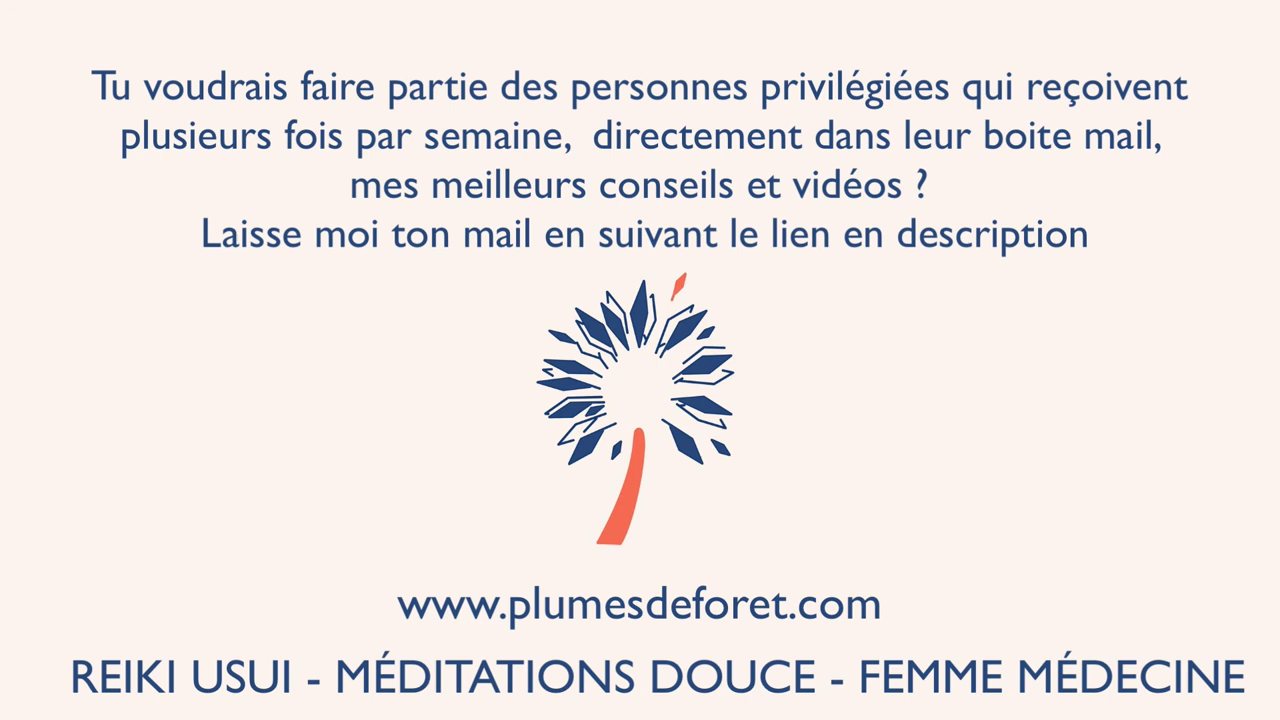 Tu voudrais faire partie des personnes privilégiées qui reçoivent
plusieurs fois par semaine, directement dans leur boite mail,
mes meilleurs conseils et vidéos ?
Laisse moi ton mail en suivant le lien en description
www.plumesdeforet.com
REIKI USUI - MÉDITATIONS DOUCE - FEMME MÉDECINE